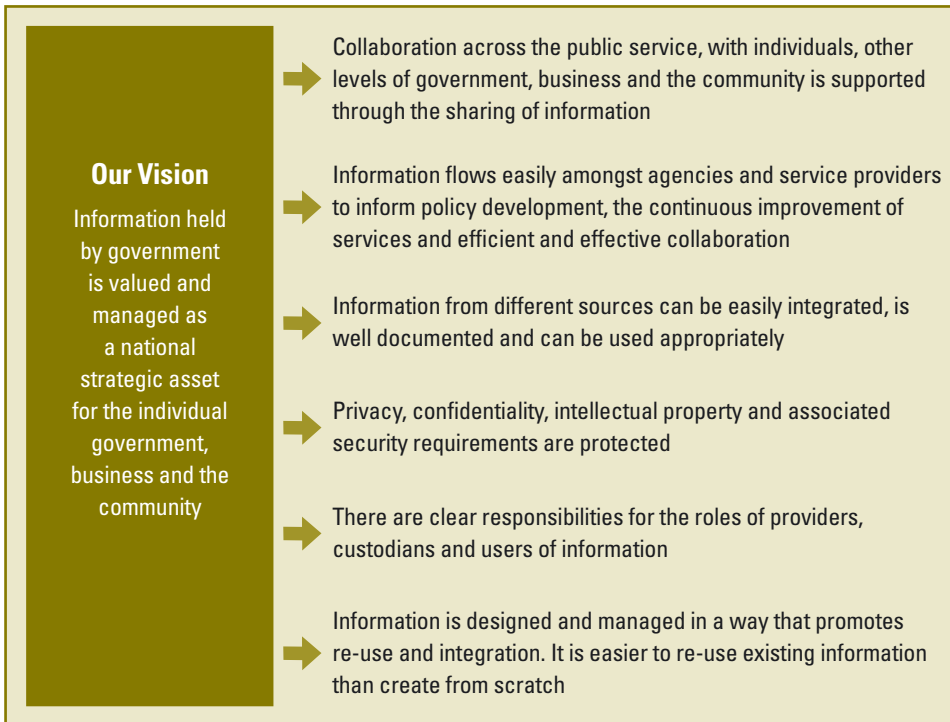 Our Vision
Information held
by government
is valued and
managed as
a national
strategic asset
for the individual
government,
business and the
community
Collaboration across the public service, with individuals, other
levels of government, business and the community is supported
through the sharing of information
Information flows easily amongst agencies and service providers
to inform policy development, the continuous improvement of
services and efficient and effective collaboration
Information from different sources can be easily integrated, is
well documented and can be used appropriately
Privacy, confidentiality, intellectual property and associated
security requirements are protected
There are clear responsibilities for the roles of providers,
custodians and users of information
Information is designed and managed in a way that promotes
re-use and integration. It is easier to re-use existing information
than create from scratch